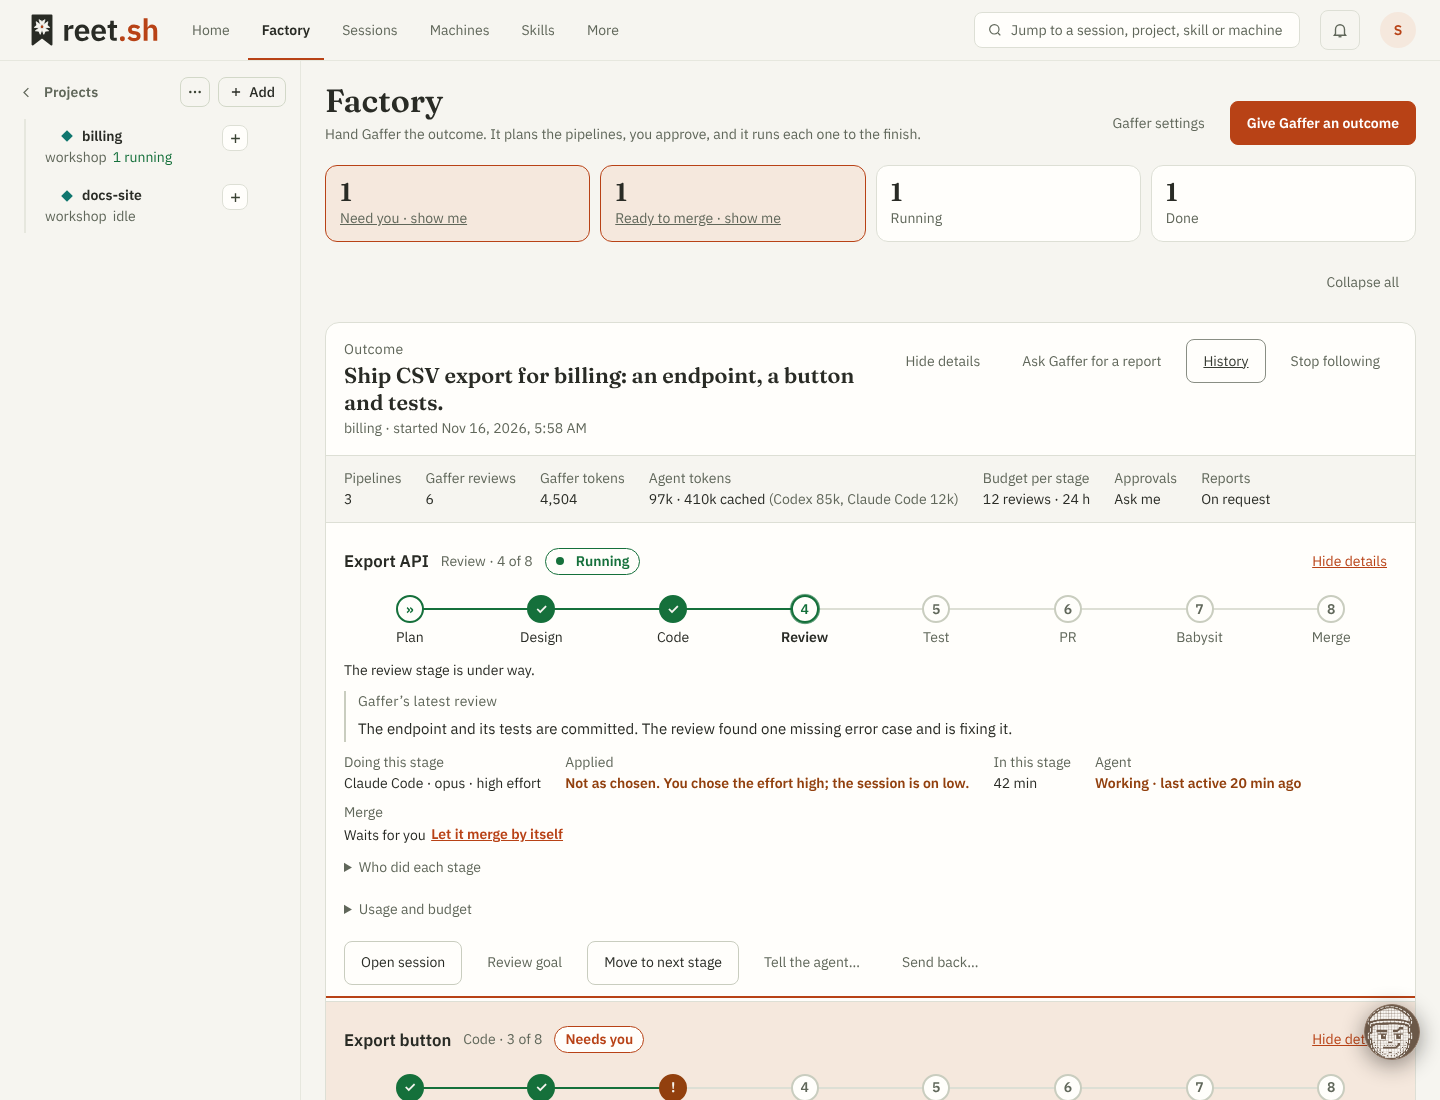 reet.sh
Home Factory Sessions Machines Skills More
Jump to a session, project, skill or machine
S
Projects
··· + Add
billing
workshop 1 running
docs-site
workshop idle
Factory
Hand Gaffer the outcome. It plans the pipelines, you approve, and it runs each one to the finish.
Gaffer settings
Give Gaffer an outcome
1
Need you · show me
1
Ready to merge · show me
1
Running
1
Done
Collapse all
Outcome
Ship CSV export for billing: an endpoint, a button
and tests.
billing · started Nov 16, 2026, 5:58 AM
Hide details Ask Gaffer for a report History Stop following
Pipelines Gaffer reviews Gaffer tokens Agent tokens Budget per stage Approvals Reports
3 6 4,504 97k · 410k cached (Codex 85k, Claude Code 12k) 12 reviews · 24 h Ask me On request
Export API Review · 4 of 8 Running Hide details
» ✓ ✓ 4 5 6 7 8
Plan Design Code Review Test PR Babysit Merge
The review stage is under way.
Gaffer’s latest review
The endpoint and its tests are committed. The review found one missing error case and is fixing it.
Doing this stage Applied In this stage Agent
Claude Code · opus · high effort Not as chosen. You chose the effort high; the session is on low. 42 min Working · last active 20 min ago
Merge
Waits for you Let it merge by itself
▶ Who did each stage
▶ Usage and budget
Open session Review goal Move to next stage Tell the agent… Send back…
Export button Code · 3 of 8 Needs you Hide
✓ ✓ ! 4 5 6 7 8